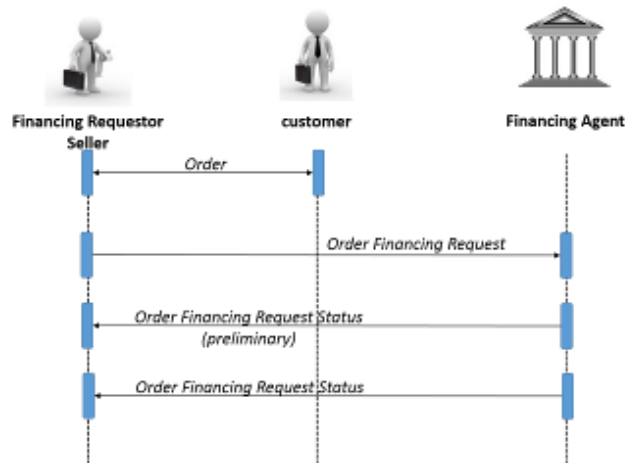 Financing Requestor
Seller
customer
Financing Agent
Order
Order Financing Request
Order Financing Request Status
(preliminary)
Order Financing Request Status